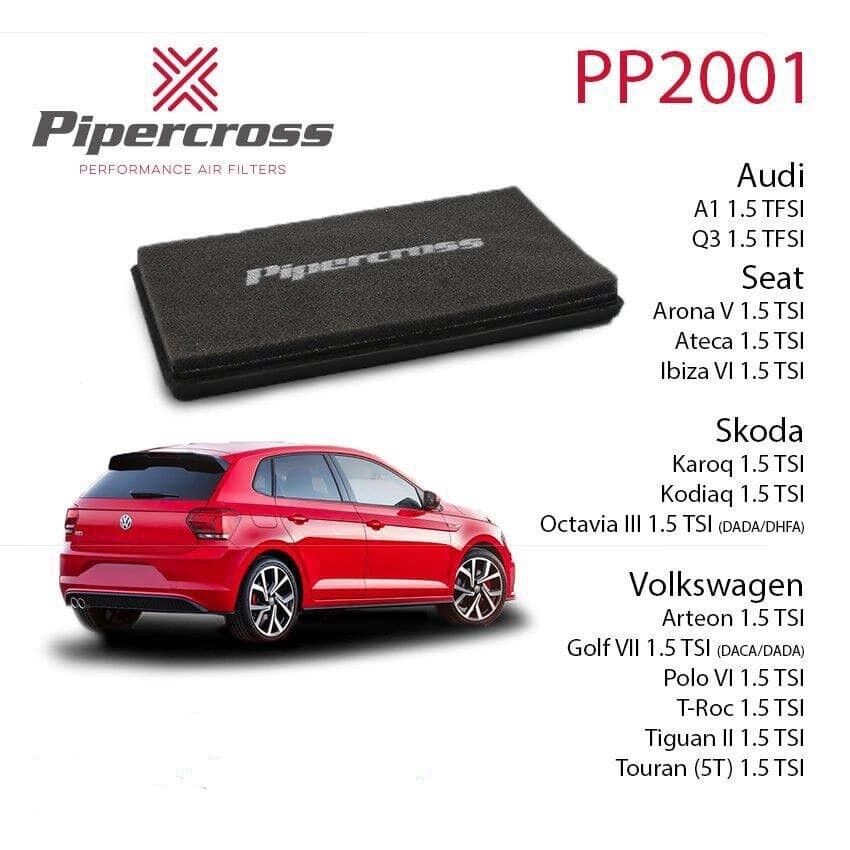 Pipercross
PERFORMANCE AIR FILTERS
PP2001
Pipercross
Audi
A1 1.5 TFSI
Q3 1.5 TFSI
Seat
Arona V 1.5 TSI
Ateca 1.5 TSI
Ibiza VI 1.5 TSI
Skoda
Karoq 1.5 TSI
Kodiaq 1.5 TSI
Octavia III 1.5 TSI (DADA/DHFA)
Volkswagen
Arteon 1.5 TSI
Golf VII 1.5 TSI (DACA/DADA)
Polo VI 1.5 TSI
T-Roc 1.5 TSI
Tiguan II 1.5 TSI
Touran (5T) 1.5 TSI